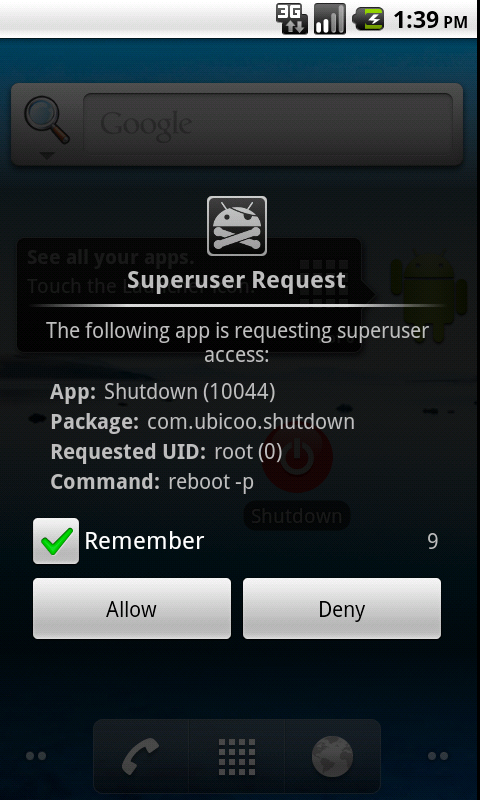 3G 1:39 PM
Google
See all your apps.
Touch the Launcher icon.
Superuser Request
The following app is requesting superuser
access:
App: Shutdown (10044)
Package: com.ubicoo.shutdown
Requested UID: root (0)
Command: reboot -p
Shutdown
Remember 9
Allow Deny